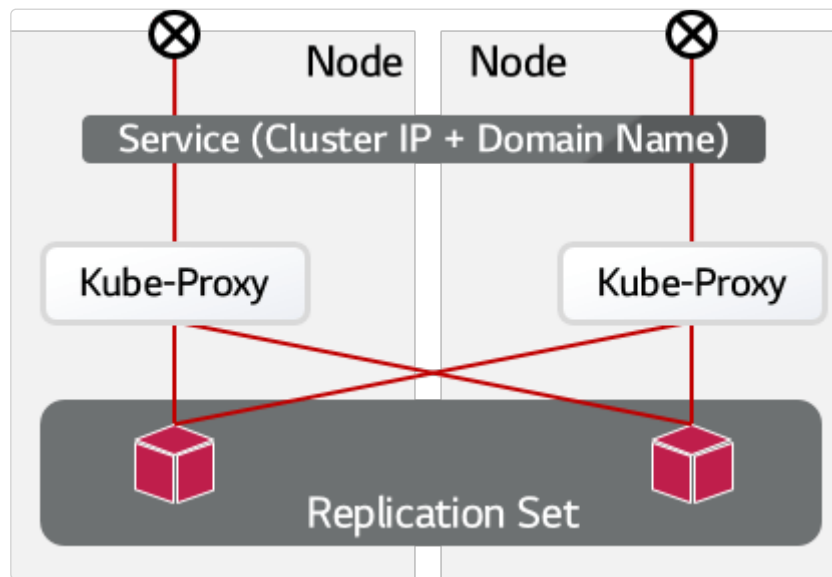 Node
Node
Service (Cluster IP + Domain Name)
Kube-Proxy
Kube-Proxy
Replication Set